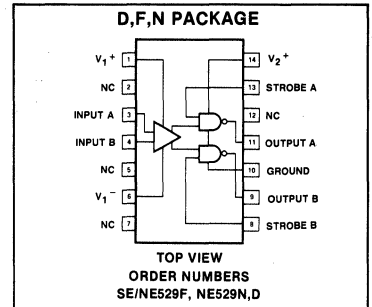 D,F,N PACKAGE
V1+ 1 14 V2+
NC 2 13 STROBE A
INPUT A 3 12 NC
INPUT B 4 11 OUTPUT A
NC 5 10 GROUND
V1− 6 9 OUTPUT B
NC 7 8 STROBE B
TOP VIEW
ORDER NUMBERS
SE/NE529F, NE529N,D